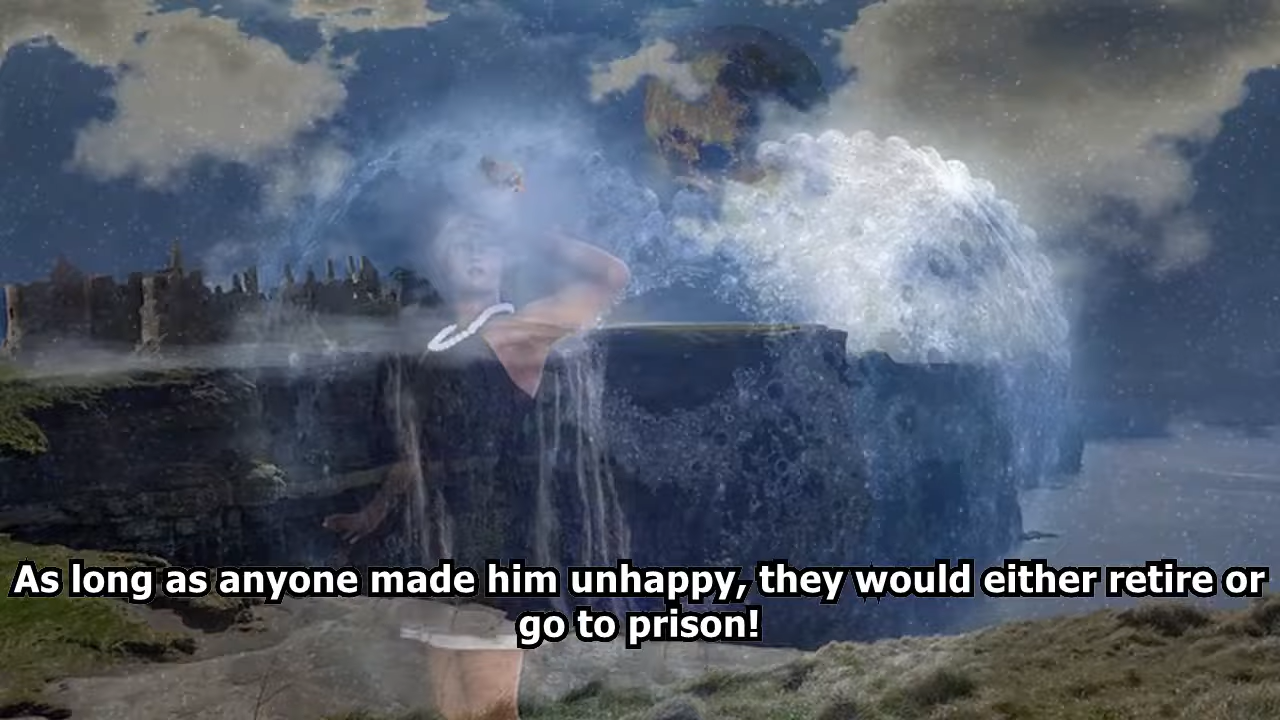 As long as anyone made him unhappy, they would either retire or
go to prison!